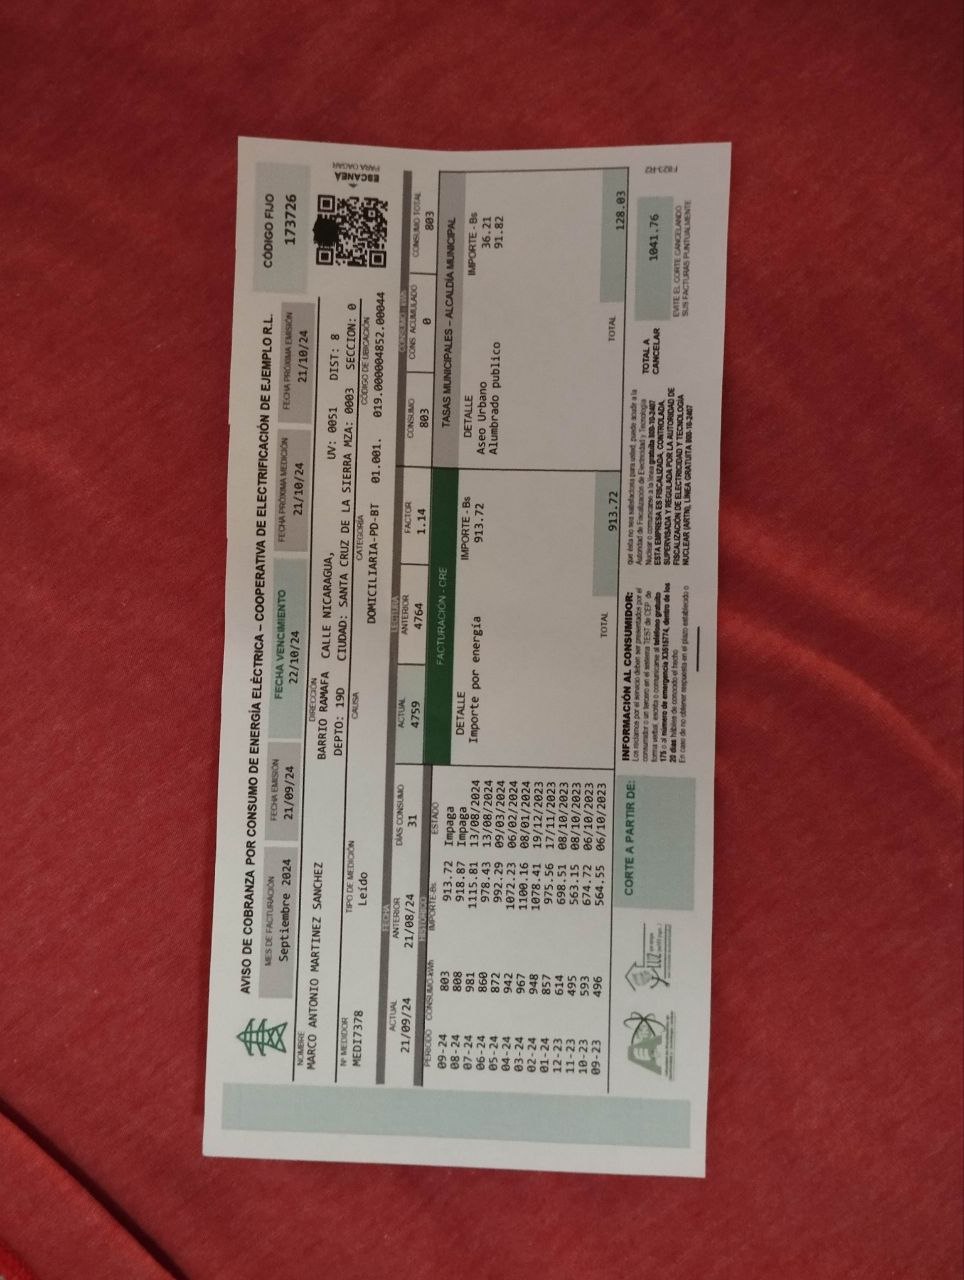 AVISO DE COBRANZA POR CONSUMO DE ENERGÍA ELÉCTRICA – COOPERATIVA DE ELECTRIFICACIÓN DE EJEMPLO R.L.
MES DE FACTURACIÓN FECHA EMISIÓN FECHA VENCIMIENTO FECHA PRÓXIMA MEDICIÓN FECHA PRÓXIMA EMISIÓN CÓDIGO FIJO
Septiembre 2024 21/09/24 22/10/24 21/10/24 21/10/24 173726
NOMBRE DIRECCIÓN
MARCO ANTONIO MARTINEZ SANCHEZ BARRIO RAMAFA CALLE NICARAGUA, UV: 0051 DIST: 8
DEPTO: 19D CIUDAD: SANTA CRUZ DE LA SIERRA MZA: 0003 SECCION: 0
N° MEDIDOR TIPO DE MEDICIÓN CAUSA CATEGORÍA CÓDIGO DE UBICACIÓN
MEDI7378 Leído DOMICILIARIA-PD-BT 01.001. 019.000004852.00044
ESCANEA
FECHA
ACTUAL ANTERIOR DÍAS CONSUMO ACTUAL ANTERIOR FACTOR CONSUMO CONS ACUMULADO CONSUMO TOTAL
21/09/24 21/08/24 31 4759 4764 1.14 803 0 803
PERIODO CONSUMO-kWh IMPORTE-Bs ESTADO
09-24 803 913.72 Impaga
08-24 808 918.87 Impaga
07-24 981 1115.81 13/08/2024
06-24 860 978.43 13/08/2024
05-24 872 992.29 09/03/2024
04-24 942 1072.23 06/02/2024
03-24 967 1100.16 08/01/2024
02-24 948 1078.41 19/12/2023
01-24 857 975.56 17/11/2023
12-23 614 698.51 08/10/2023
11-23 495 563.15 08/10/2023
10-23 593 674.72 06/10/2023
09-23 496 564.55 06/10/2023
FACTURACIÓN - CRE
DETALLE IMPORTE - Bs
Importe por energía 913.72
TOTAL 913.72
TASAS MUNICIPALES – ALCALDÍA MUNICIPAL
DETALLE IMPORTE - Bs
Aseo Urbano 36.21
Alumbrado publico 91.82
TOTAL 128.03
CORTE A PARTIR DE:
INFORMACIÓN AL CONSUMIDOR:
Los reclamos por el servicio deben ser presentados por el
consumidor o un tercero en el sistema
forma verbal, escrita o comunicarse al teléfono gratuito
175 o al número de emergencia X3515774, dentro de los
20 días hábiles de conocido el hecho
En caso de no obtener respuesta en el plazo establecido o
que ésta no sea satisfactoria para usted, puede acudir a la
Autoridad de Fiscalización de Electricidad y Tecnología
Nuclear o comunicarse a la línea gratuita 800-10-2407
ESTA EMPRESA ES FISCALIZADA, CONTROLADA,
SUPERVISADA Y REGULADA POR LA AUTORIDAD DE
FISCALIZACIÓN DE ELECTRICIDAD Y TECNOLOGÍA
NUCLEAR (AETN), LÍNEA GRATUITA 800-10-2407
TOTAL A
CANCELAR
1041.76
EVITE EL CORTE CANCELANDO
SUS FACTURAS PUNTUALMENTE